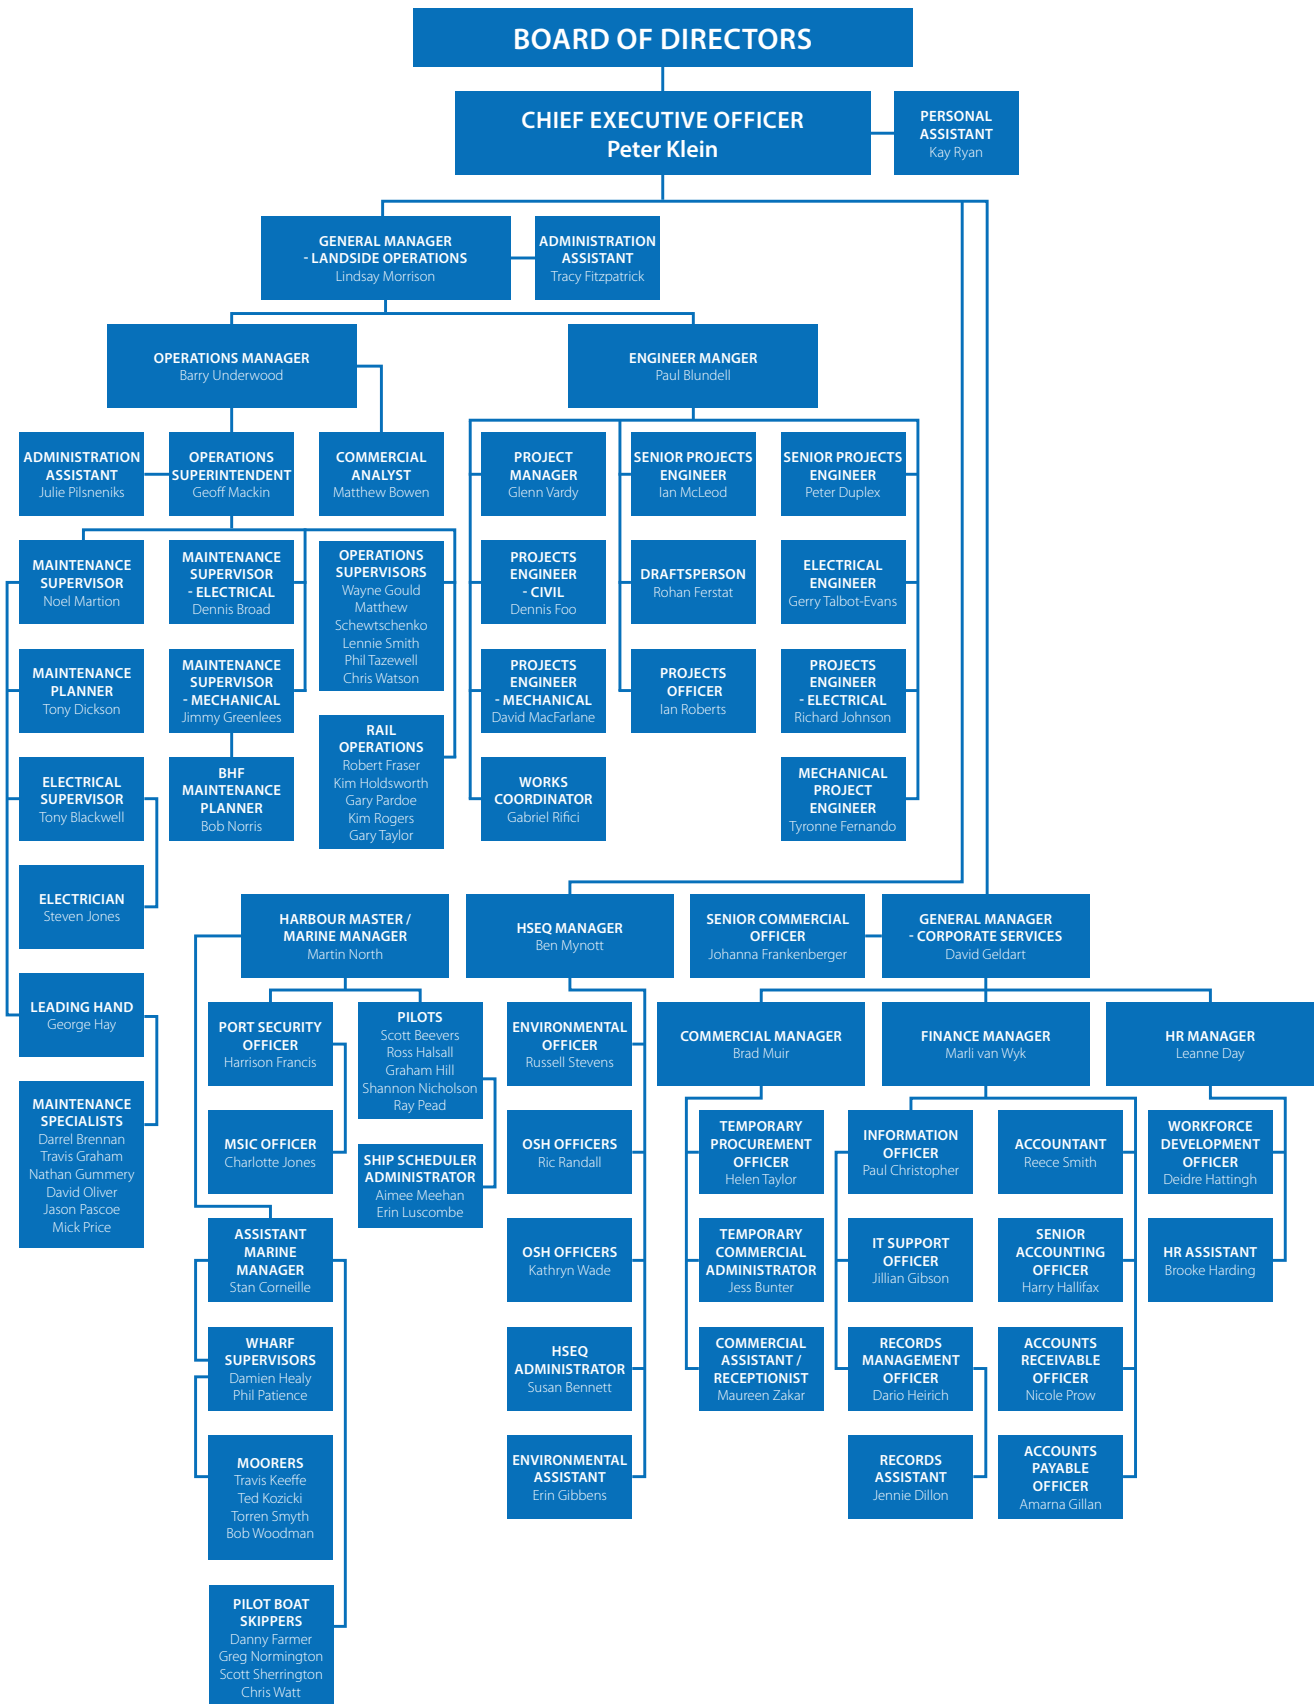 BOARD OF DIRECTORS
CHIEF EXECUTIVE OFFICER
Peter Klein
PERSONAL
ASSISTANT
Kay Ryan
GENERAL MANAGER
- LANDSIDE OPERATIONS
Lindsay Morrison
ADMINISTRATION
ASSISTANT
Tracy Fitzpatrick
OPERATIONS MANAGER
Barry Underwood
ENGINEER MANGER
Paul Blundell
ADMINISTRATION
ASSISTANT
Julie Pilsneniks
OPERATIONS
SUPERINTENDENT
Geoff Mackin
COMMERCIAL
ANALYST
Matthew Bowen
PROJECT
MANAGER
Glenn Vardy
SENIOR PROJECTS
ENGINEER
Ian McLeod
SENIOR PROJECTS
ENGINEER
Peter Duplex
MAINTENANCE
SUPERVISOR
Noel Martion
MAINTENANCE
SUPERVISOR
- ELECTRICAL
Dennis Broad
OPERATIONS
SUPERVISORS
Wayne Gould
Matthew
Schewtschenko
Lennie Smith
Phil Tazewell
Chris Watson
PROJECTS
ENGINEER
- CIVIL
Dennis Foo
DRAFTSPERSON
Rohan Ferstat
ELECTRICAL
ENGINEER
Gerry Talbot-Evans
MAINTENANCE
PLANNER
Tony Dickson
MAINTENANCE
SUPERVISOR
- MECHANICAL
Jimmy Greenlees
RAIL
OPERATIONS
Robert Fraser
Kim Holdsworth
Gary Pardoe
Kim Rogers
Gary Taylor
PROJECTS
ENGINEER
- MECHANICAL
David MacFarlane
PROJECTS
OFFICER
Ian Roberts
PROJECTS
ENGINEER
- ELECTRICAL
Richard Johnson
ELECTRICAL
SUPERVISOR
Tony Blackwell
BHF
MAINTENANCE
PLANNER
Bob Norris
WORKS
COORDINATOR
Gabriel Rifici
MECHANICAL
PROJECT
ENGINEER
Tyronne Fernando
ELECTRICIAN
Steven Jones
HARBOUR MASTER /
MARINE MANAGER
Martin North
HSEQ MANAGER
Ben Mynott
SENIOR COMMERCIAL
OFFICER
Johanna Frankenberger
GENERAL MANAGER
- CORPORATE SERVICES
David Geldart
LEADING HAND
George Hay
PORT SECURITY
OFFICER
Harrison Francis
PILOTS
Scott Beevers
Ross Halsall
Graham Hill
Shannon Nicholson
Ray Pead
ENVIRONMENTAL
OFFICER
Russell Stevens
COMMERCIAL MANAGER
Brad Muir
FINANCE MANAGER
Marli van Wyk
HR MANAGER
Leanne Day
MAINTENANCE
SPECIALISTS
Darrel Brennan
Travis Graham
Nathan Gummery
David Oliver
Jason Pascoe
Mick Price
MSIC OFFICER
Charlotte Jones
SHIP SCHEDULER
ADMINISTRATOR
Aimee Meehan
Erin Luscombe
OSH OFFICERS
Ric Randall
TEMPORARY
PROCUREMENT
OFFICER
Helen Taylor
INFORMATION
OFFICER
Paul Christopher
ACCOUNTANT
Reece Smith
WORKFORCE
DEVELOPMENT
OFFICER
Deidre Hattingh
ASSISTANT
MARINE
MANAGER
Stan Corneille
OSH OFFICERS
Kathryn Wade
TEMPORARY
COMMERCIAL
ADMINISTRATOR
Jess Bunter
IT SUPPORT
OFFICER
Jillian Gibson
SENIOR
ACCOUNTING
OFFICER
Harry Hallifax
HR ASSISTANT
Brooke Harding
WHARF
SUPERVISORS
Damien Healy
Phil Patience
HSEQ
ADMINISTRATOR
Susan Bennett
COMMERCIAL
ASSISTANT /
RECEPTIONIST
Maureen Zakar
RECORDS
MANAGEMENT
OFFICER
Dario Heirich
ACCOUNTS
RECEIVABLE
OFFICER
Nicole Prow
MOORERS
Travis Keeffe
Ted Kozicki
Torren Smyth
Bob Woodman
ENVIRONMENTAL
ASSISTANT
Erin Gibbens
RECORDS
ASSISTANT
Jennie Dillon
ACCOUNTS
PAYABLE
OFFICER
Amarna Gillan
PILOT BOAT
SKIPPERS
Danny Farmer
Greg Normington
Scott Sherrington
Chris Watt